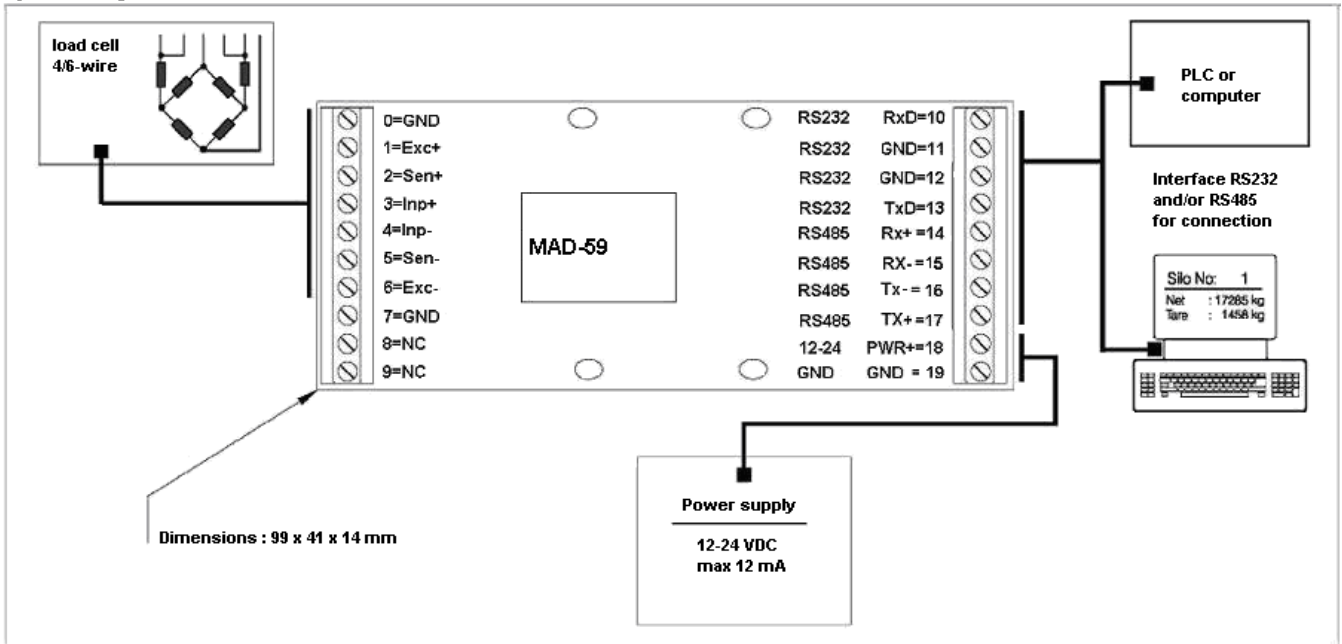 load cell
4/6-wire
0=GND
1=Exc+
2=Sen+
3=Inp+
4=Inp-
5=Sen-
6=Exc-
7=GND
8=NC
9=NC
MAD-59
RS232 RxD=10
RS232 GND=11
RS232 GND=12
RS232 TxD=13
RS485 Rx+=14
RS485 RX-=15
RS485 Tx-= 16
RS485 TX+=17
12-24 PWR+=18
GND GND = 19
PLC or
computer
Interface RS232
and/or RS485
for connection
Silo No: 1
Net : 17285 kg
Tare : 1458 kg
Power supply
12-24 VDC
max 12 mA
Dimensions : 99 x 41 x 14 mm